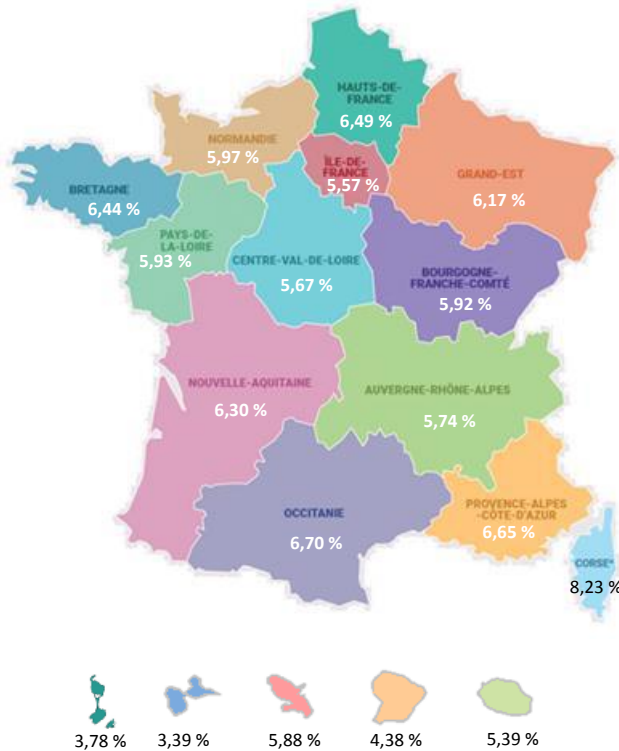 HAUTS-DE-
FRANCE
6,49 %
NORMANDIE
5,97 %
ÎLE-DE-
FRANCE
5,57 %
GRAND-EST
6,17 %
BRETAGNE
6,44 %
PAYS-DE-
LA-LOIRE
5,93 %
CENTRE-VAL-DE-LOIRE
5,67 %
BOURGOGNE-
FRANCHE-COMTÉ
5,92 %
NOUVELLE-AQUITAINE
6,30 %
AUVERGNE-RHÔNE-ALPES
5,74 %
OCCITANIE
6,70 %
PROVENCE-ALPES
-CÔTE-D'AZUR
6,65 %
CORSE*
8,23 %
3,78 %
3,39 %
5,88 %
4,38 %
5,39 %